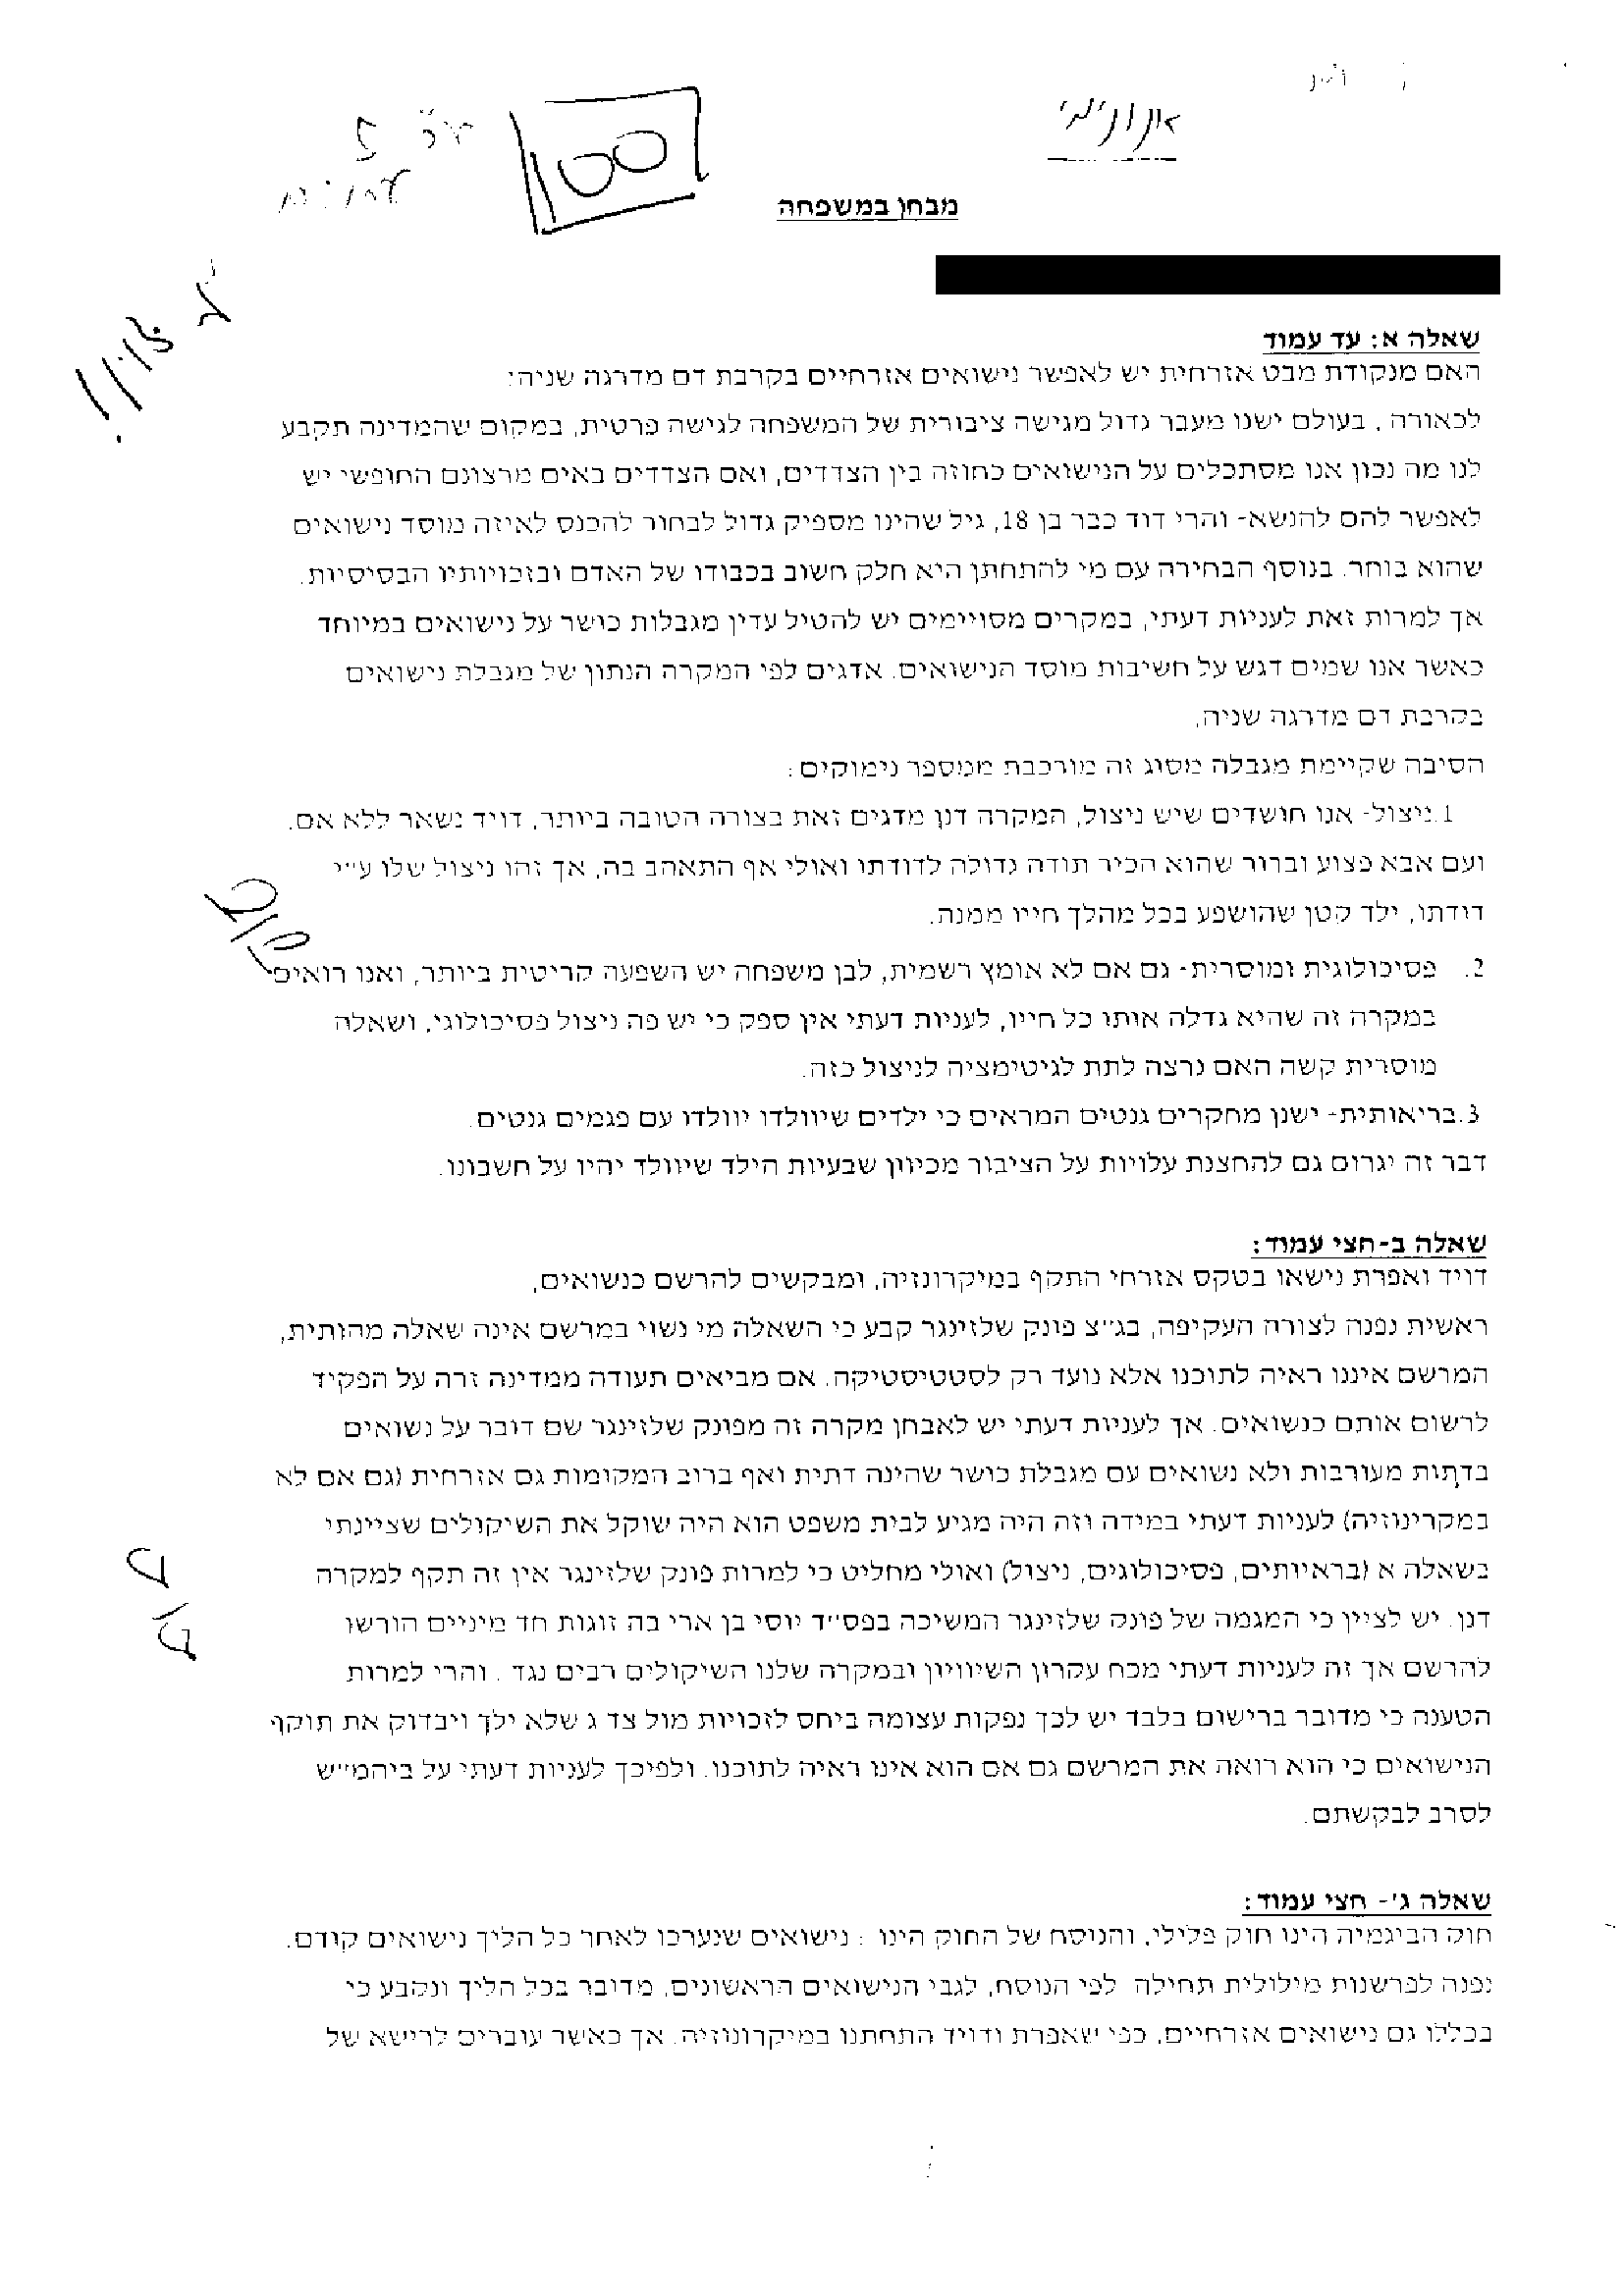 אנונימי
100
מבחן במשפחה
שאלה א: עד עמוד
האם מנקודת מבט אזרחית יש לאפשר נישואים אזרחיים בקרבת דם מדרגה שניה:
לכאורה, בעולם ישנו מעבר גדול מגישה ציבורית של המשפחה לגישה פרטית, במקום שהמדינה תקבע
לנו מה נכון אנו מסתכלים על הנישואים כחוזה בין הצדדים, ואם הצדדים באים מרצונם החופשי יש
לאפשר להם להנשא- והרי דוד כבר בן 18, גיל שהינו מספיק גדול לבחור להכנס לאיזה מוסד נישואים
שהוא בוחר. בנוסף הבחירה עם מי להתחתן היא חלק חשוב בכבודו של האדם ובזכויותיו הבסיסיות.
אך למרות זאת לעניות דעתי, במקרים מסויימים יש להטיל עדין מגבלות כושר על נישואים במיוחד
כאשר אנו שמים דגש על חשיבות מוסד הנישואים. אדגים לפי המקרה הנתון של מגבלת נישואים
בקרבת דם מדרגה שניה,
הסיבה שקיימת מגבלה מסוג זה מורכבת ממספר נימוקים:
1.ניצול- אנו חושדים שיש ניצול, המקרה דנן מדגים זאת בצורה הטובה ביותר, דויד נשאר ללא אם.
ועם אבא פצוע וברור שהוא הכיר תודה גדולה לדודתו ואולי אף התאהב בה, אך זהו ניצול שלו ע"י
דודתו, ילד קטן שהושפע בכל מהלך חייו ממנה.
2. פסיכולוגית ומוסרית- גם אם לא אומץ רשמית, לבן משפחה יש השפעה קריטית ביותר, ואנו רואים
במקרה זה שהיא גדלה אותו כל חייו, לעניות דעתי אין ספק כי יש פה ניצול פסיכולוגי, ושאלה
מוסרית קשה האם נרצה לתת לגיטימציה לניצול כזה.
3.בריאותית- ישנן מחקרים גנטים המראים כי ילדים שיוולדו יוולדו עם פגמים גנטים.
דבר זה יגרום גם להחצנת עלויות על הציבור מכיוון שבעיות הילד שיוולד יהיו על חשבונו.
שאלה ב-חצי עמוד:
דויד ואפרת נישאו בטקס אזרחי התקף במיקרונזיה, ומבקשים להרשם כנשואים,
ראשית נפנה לצורה העקיפה, בג"צ פונק שלזינגר קבע כי השאלה מי נשוי במרשם אינה שאלה מהותית,
המרשם איננו ראיה לתוכנו אלא נועד רק לסטטיסטיקה. אם מביאים תעודה ממדינה זרה על הפקיד
לרשום אותם כנשואים. אך לעניות דעתי יש לאבחן מקרה זה מפונק שלזינגר שם דובר על נשואים
בדתות מעורבות ולא נשואים עם מגבלת כושר שהינה דתית ואף ברוב המקומות גם אזרחית (גם אם לא
במקרינוזיה) לעניות דעתי במידה וזה היה מגיע לבית משפט הוא היה שוקל את השיקולים שציינתי
בשאלה א (בראיותים, פסיכולוגים, ניצול) ואולי מחליט כי למרות פונק שלזינגר אין זה תקף למקרה
דנן. יש לציין כי המגמה של פונק שלזינגר המשיכה בפס"ד יוסי בן ארי בה זוגות חד מיניים הורשו
להרשם אך זה לעניות דעתי מכח עקרון השיוויון ובמקרה שלנו השיקולים רבים נגד . והרי למרות
הטענה כי מדובר ברישום בלבד יש לכך נפקות עצומה ביחס לזכויות מול צד ג שלא ילך ויבדוק את תוקף
הנישואים כי הוא רואה את המרשם גם אם הוא אינו ראיה לתוכנו. ולפיכך לעניות דעתי על ביהמ"ש
לסרב לבקשתם.
שאלה ג'- חצי עמוד:
חוק הביגמיה הינו חוק פלילי, והניסח של החוק הינו : נישואים שנערכו לאחר כל הליך נישואים קודם.
נפנה לפרשנות מילולית תחילה לפי הנוסח, לגבי הנישואים הראשונים, מדובר בכל הליך ונקבע כי
בכללו גם נישואים אזרחיים, כפי שאפרת ודויד התחתנו במיקרונוזיה. אך כאשר עוברים לרישא של